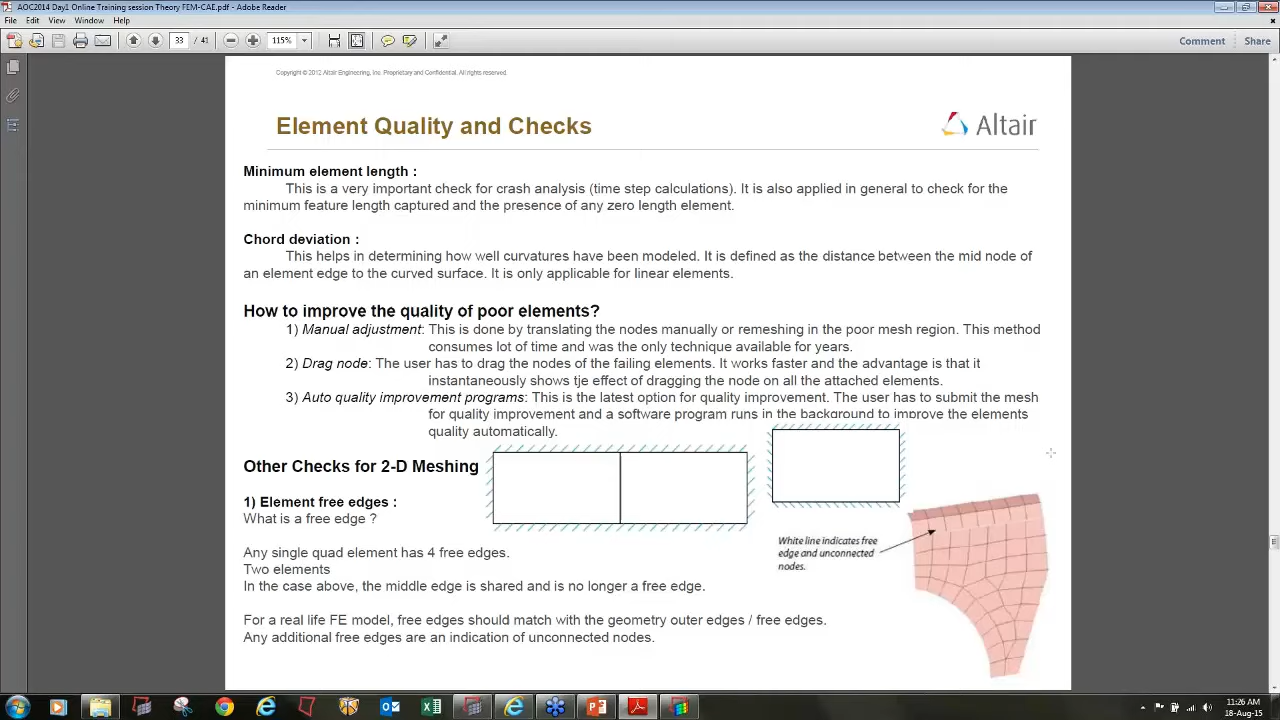 AOC2014 Day1 Online Training session Theory FEM-CAE.pdf - Adobe Reader
File Edit View Window Help
33 / 41 115% Comment Share
Copyright © 2012 Altair Engineering, Inc. Proprietary and Confidential. All rights reserved.
Element Quality and Checks
Altair
Minimum element length :
This is a very important check for crash analysis (time step calculations). It is also applied in general to check for the
minimum feature length captured and the presence of any zero length element.
Chord deviation :
This helps in determining how well curvatures have been modeled. It is defined as the distance between the mid node of
an element edge to the curved surface. It is only applicable for linear elements.
How to improve the quality of poor elements?
1) Manual adjustment: This is done by translating the nodes manually or remeshing in the poor mesh region. This method
consumes lot of time and was the only technique available for years.
2) Drag node: The user has to drag the nodes of the failing elements. It works faster and the advantage is that it
instantaneously shows tje effect of dragging the node on all the attached elements.
3) Auto quality improvement programs: This is the latest option for quality improvement. The user has to submit the mesh
for quality improvement and a software program runs in the background to improve the elements
quality automatically.
Other Checks for 2-D Meshing
1) Element free edges :
What is a free edge ?
White line indicates free
edge and unconnected
nodes.
Any single quad element has 4 free edges.
Two elements
In the case above, the middle edge is shared and is no longer a free edge.
For a real life FE model, free edges should match with the geometry outer edges / free edges.
Any additional free edges are an indication of unconnected nodes.
11:26 AM
18-Aug-15